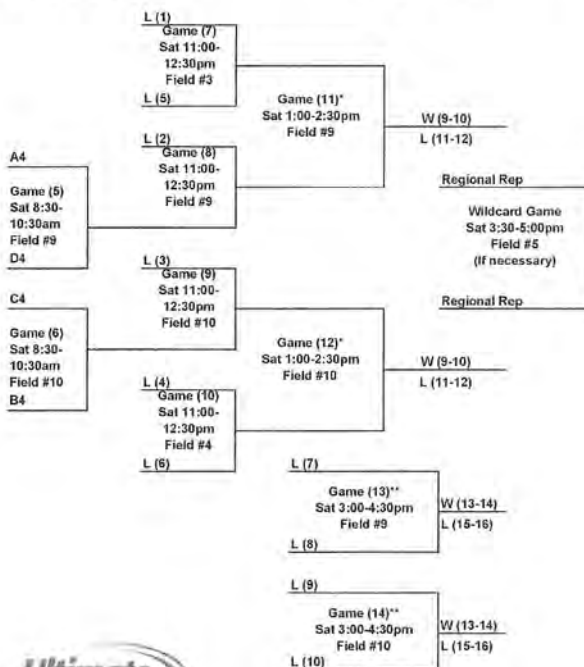 L (1)
Game (7)
Sat 11:00-
12:30pm
Field #3
L (5)
Game (11)*
Sat 1:00-2:30pm
Field #9
W (9-10)
L (11-12)
L (2)
Game (8)
Sat 11:00-
12:30pm
Field #9
A4
Game (5)
Sat 8:30-
10:30am
Field #9
D4
Regional Rep
Wildcard Game
Sat 3:30-5:00pm
Field #5
(If necessary)
Regional Rep
L (3)
Game (9)
Sat 11:00-
12:30pm
Field #10
C4
Game (6)
Sat 8:30-
10:30am
Field #10
B4
Game (12)*
Sat 1:00-2:30pm
Field #10
W (9-10)
L (11-12)
L (4)
Game (10)
Sat 11:00-
12:30pm
Field #4
L (6)
L (7)
Game (13)**
Sat 3:00-4:30pm
Field #9
L (8)
W (13-14)
L (15-16)
L (9)
Game (14)**
Sat 3:00-4:30pm
Field #10
L (10)
W (13-14)
L (15-16)
Ultimate